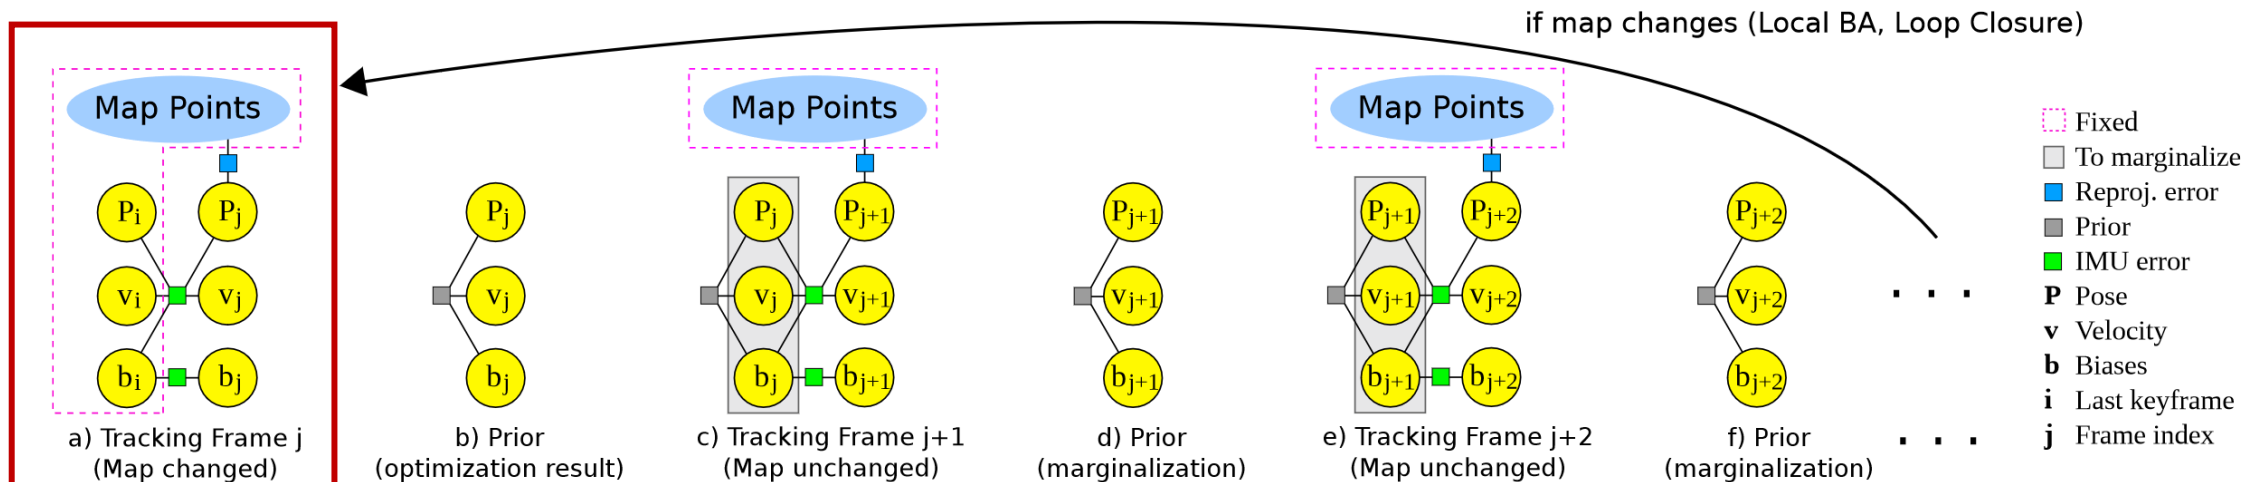 if map changes (Local BA, Loop Closure)
Map Points
Map Points
Map Points
Pi
Pj
vi
vj
bi
bj
Pj
vj
bj
Pj
Pj+1
vj
vj+1
bj
bj+1
Pj+1
vj+1
bj+1
Pj+1
Pj+2
vj+1
vj+2
bj+1
bj+2
Pj+2
vj+2
bj+2
. . .
a) Tracking Frame j
(Map changed)
b) Prior
(optimization result)
c) Tracking Frame j+1
(Map unchanged)
d) Prior
(marginalization)
e) Tracking Frame j+2
(Map unchanged)
f) Prior
(marginalization)
. . .
Fixed
To marginalize
Reproj. error
Prior
IMU error
P Pose
v Velocity
b Biases
i Last keyframe
j Frame index